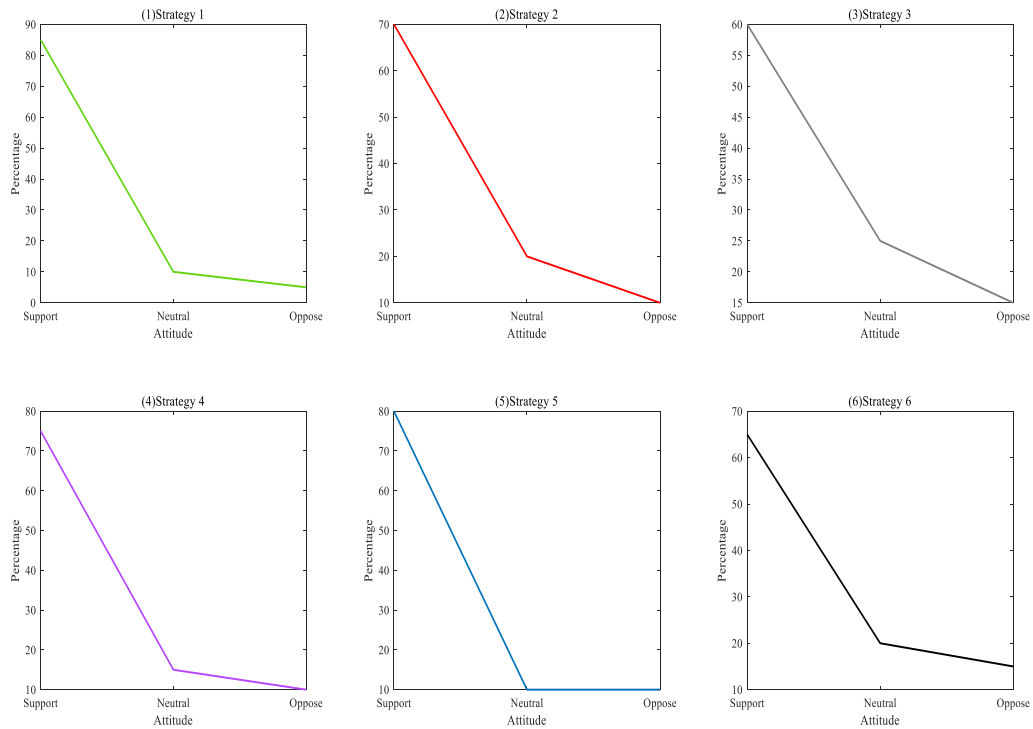 (1)Strategy 1
90
80
70
60
50
40
30
20
10
0
Percentage
Support Neutral Oppose
Attitude
(2)Strategy 2
70
60
50
40
30
20
10
Percentage
Support Neutral Oppose
Attitude
(3)Strategy 3
60
55
50
45
40
35
30
25
20
15
Percentage
Support Neutral Oppose
Attitude
(4)Strategy 4
80
70
60
50
40
30
20
10
Percentage
Support Neutral Oppose
Attitude
(5)Strategy 5
80
70
60
50
40
30
20
10
Percentage
Support Neutral Oppose
Attitude
(6)Strategy 6
70
60
50
40
30
20
10
Percentage
Support Neutral Oppose
Attitude